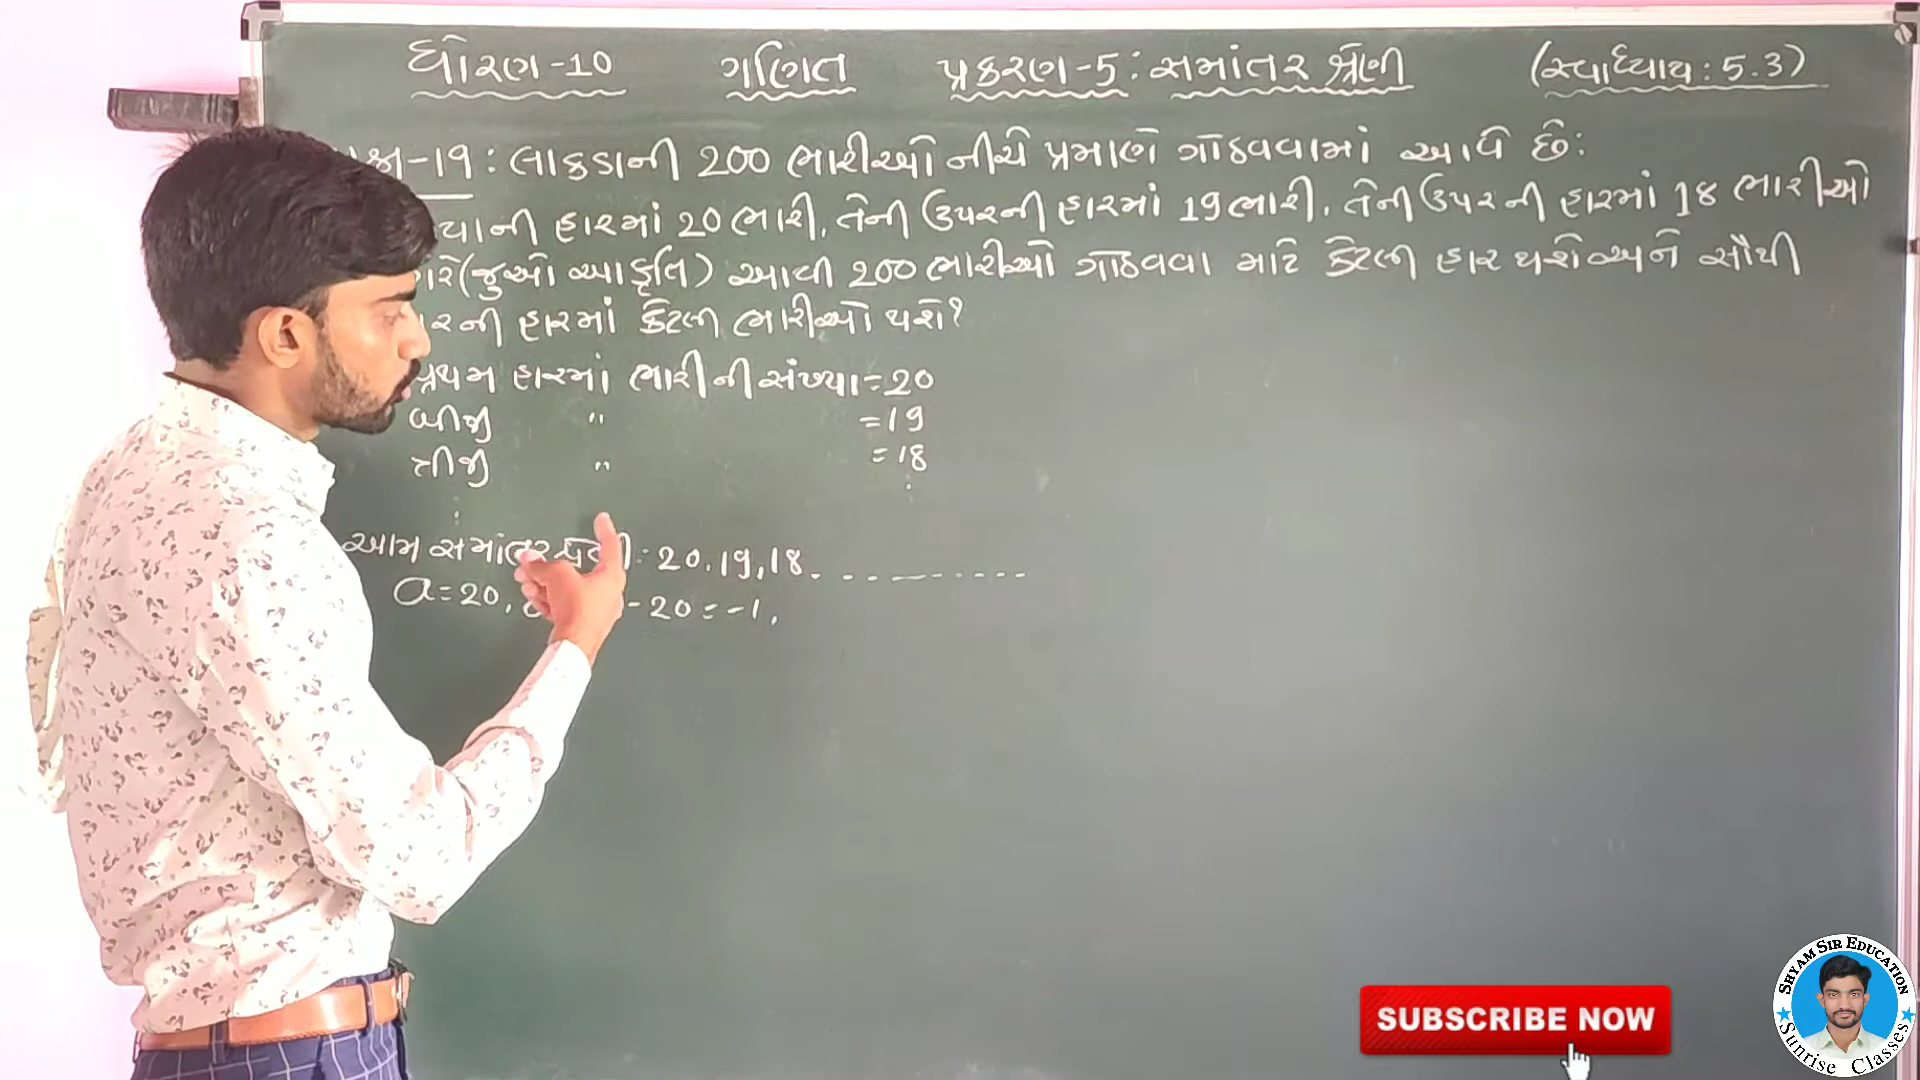 ધોરણ-10 ગણિત પ્રકરણ-5: સમાંતર શ્રેણી (સ્વાધ્યાય: 5.3)
-19: લાકડાની 200 ભારીઓ નીચે પ્રમાણે ગોઠવવામાં આવે છે:
હારમાં 20 ભારી, તેની ઉપરની હારમાં 19 ભારી, તેની ઉપરની હારમાં 18 ભારીઓ
(જુઓ આકૃતિ) આવી 200 ભારીઓ ગોઠવવા માટે કેટલી હાર થશે અને સૌથી
હારમાં કેટલી ભારીઓ થશે?
પ્રથમ હારમાં ભારીની સંખ્યા = 20
બીજી " = 19
ત્રીજી " = 18
આમ સમાંતર : 20, 19, 18, ----------
a = 20, - 20 = -1,
SUBSCRIBE NOW
SHYAM SIR EDUCATION
Sunrise Classes